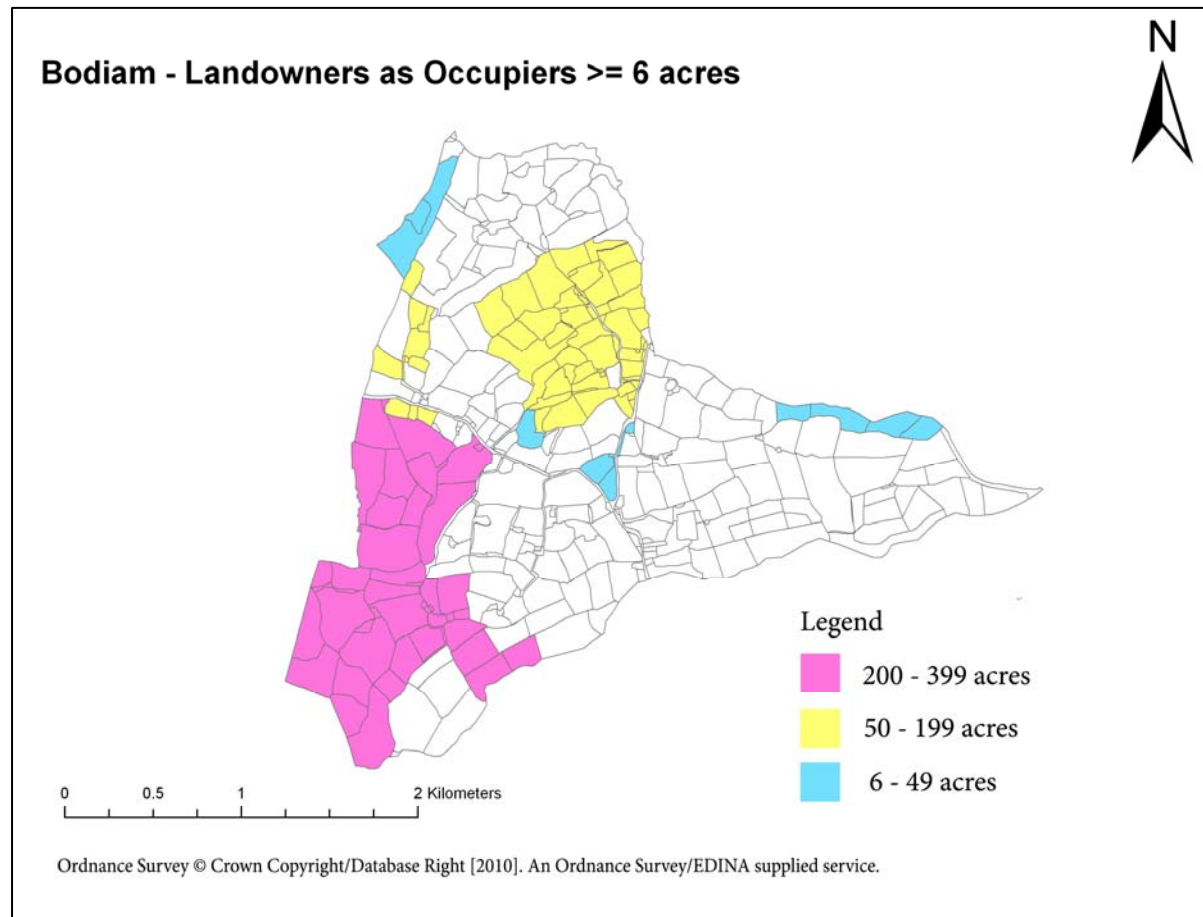 N
Bodiam - Landowners as Occupiers >= 6 acres
Legend
200 - 399 acres
50 - 199 acres
6 - 49 acres
0 0.5 1 2 Kilometers
Ordnance Survey © Crown Copyright/Database Right [2010]. An Ordnance Survey/EDINA supplied service.